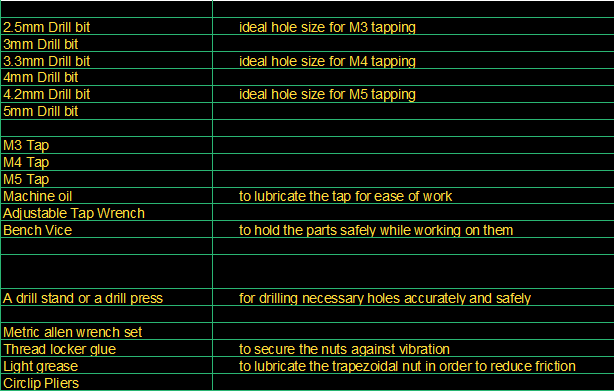 2.5mm Drill bit ideal hole size for M3 tapping
3mm Drill bit
3.3mm Drill bit ideal hole size for M4 tapping
4mm Drill bit
4.2mm Drill bit ideal hole size for M5 tapping
5mm Drill bit
M3 Tap
M4 Tap
M5 Tap
Machine oil to lubricate the tap for ease of work
Adjustable Tap Wrench
Bench Vice to hold the parts safely while working on them
A drill stand or a drill press for drilling necessary holes accurately and safely
Metric allen wrench set
Thread locker glue to secure the nuts against vibration
Light grease to lubricate the trapezoidal nut in order to reduce friction
Circlip Pliers